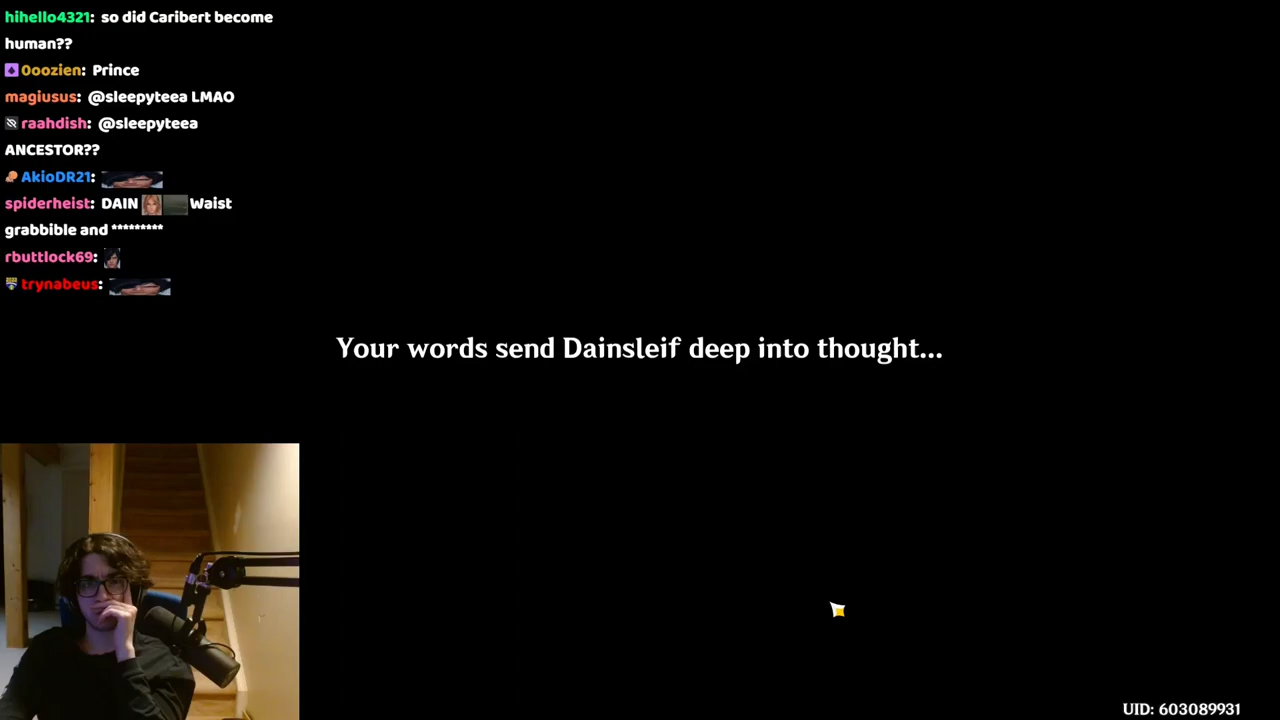 hihello4321: so did Caribert become
human??
0oozien: Prince
magiusus: @sleepyteea LMAO
raahdish: @sleepyteea
ANCESTOR??
AkioDR21:
spiderheist: DAIN Waist
grabbible and *********
rbuttlock69:
trynabeus:
Your words send Dainsleif deep into thought...
UID: 603089931